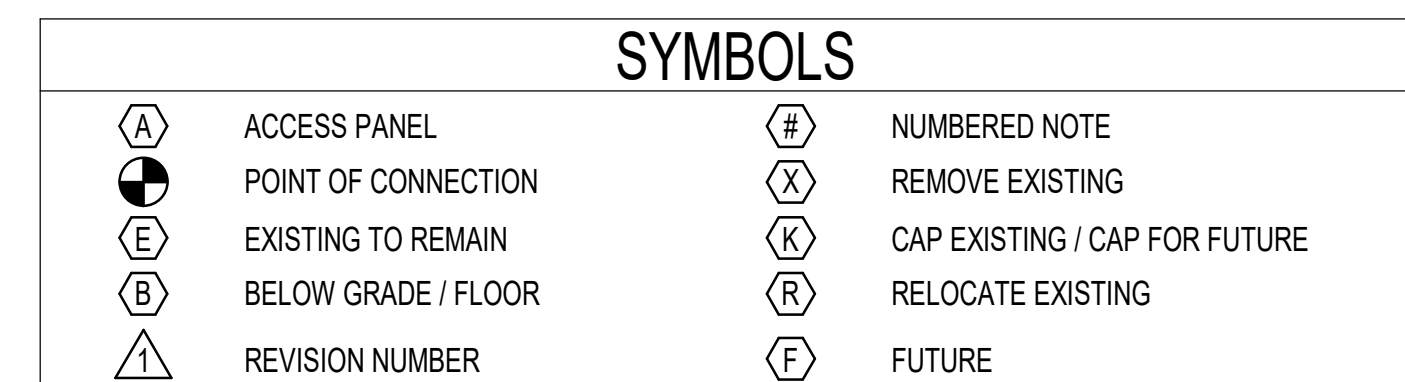 SYMBOLS
A ACCESS PANEL # NUMBERED NOTE
POINT OF CONNECTION X REMOVE EXISTING
E EXISTING TO REMAIN K CAP EXISTING / CAP FOR FUTURE
B BELOW GRADE / FLOOR R RELOCATE EXISTING
1 REVISION NUMBER F FUTURE